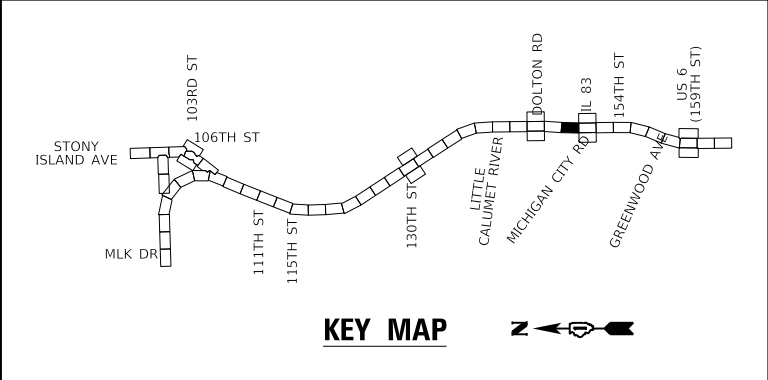 103RD ST
106TH ST
STONY
ISLAND AVE
MLK DR
111TH ST
115TH ST
130TH ST
LITTLE
CALUMET RIVER
DOLTON RD
MICHIGAN CITY RD
IL 83
154TH ST
GREENWOOD AVE
US 6
(159TH ST)
KEY MAP
N